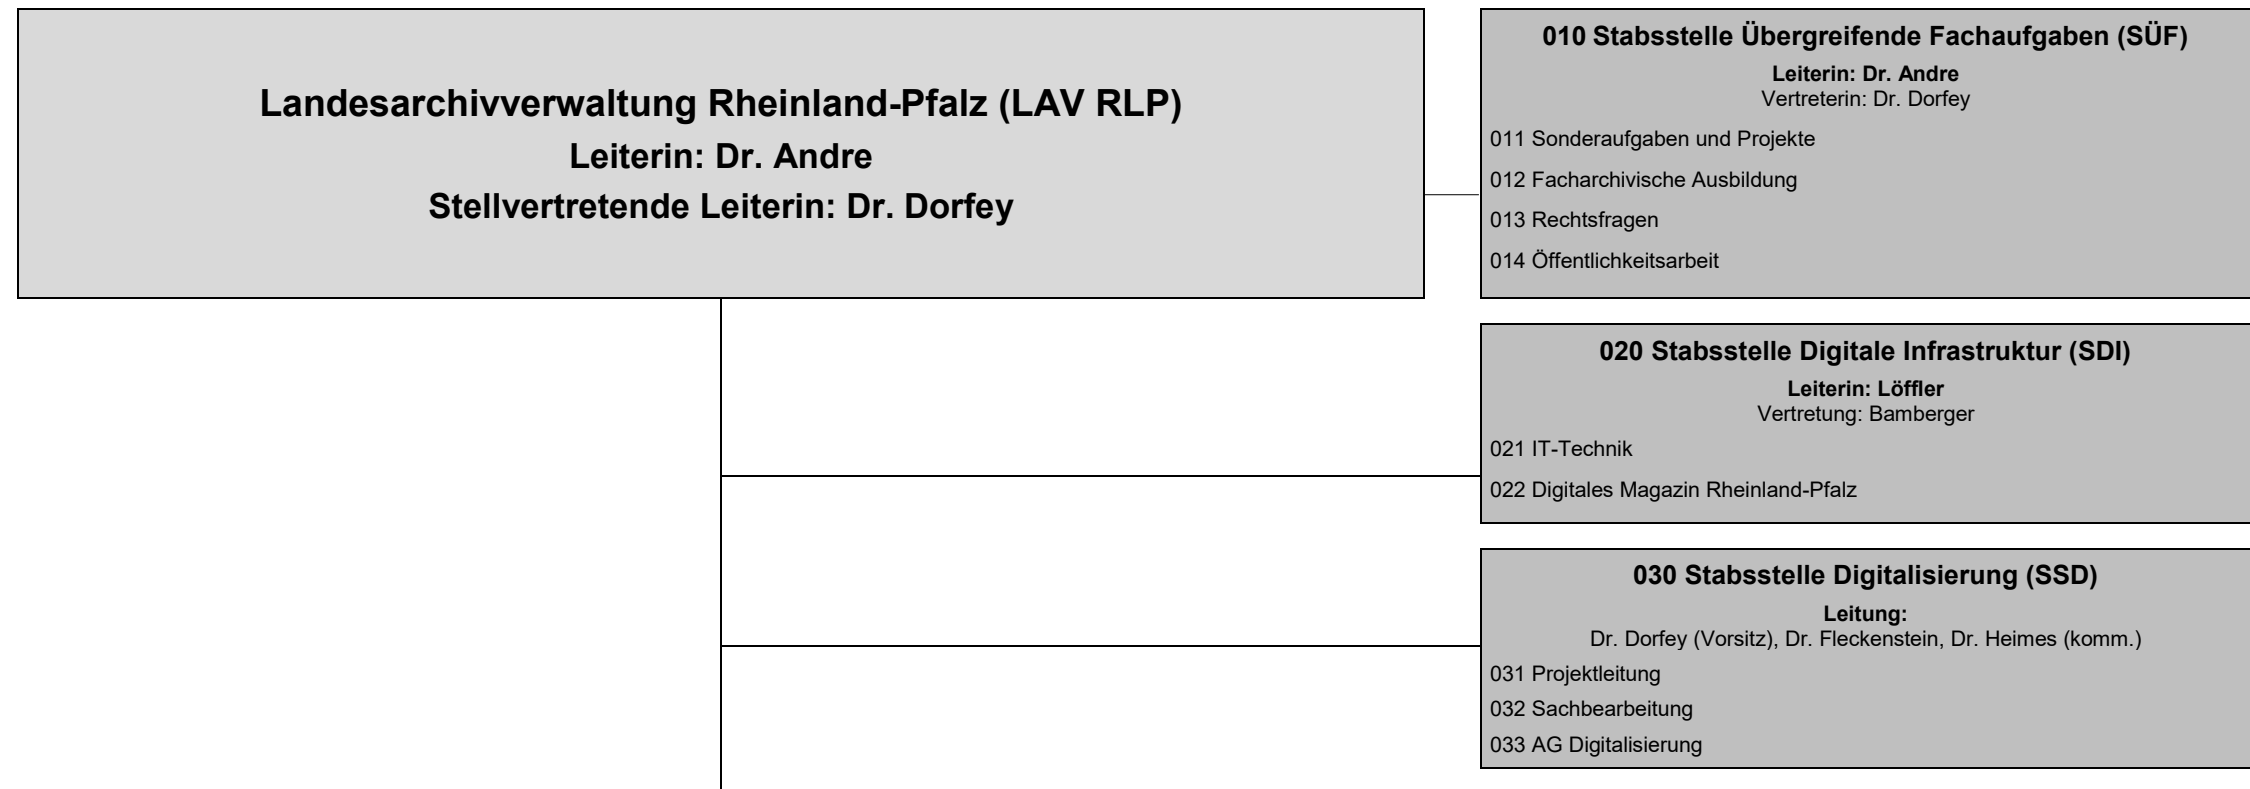 Landesarchivverwaltung Rheinland-Pfalz (LAV RLP)
Leiterin: Dr. Andre
Stellvertretende Leiterin: Dr. Dorfey
010 Stabsstelle Übergreifende Fachaufgaben (SÜF)
Leiterin: Dr. Andre
Vertreterin: Dr. Dorfey
011 Sonderaufgaben und Projekte
012 Facharchivische Ausbildung
013 Rechtsfragen
014 Öffentlichkeitsarbeit
020 Stabsstelle Digitale Infrastruktur (SDI)
Leiterin: Löffler
Vertretung: Bamberger
021 IT-Technik
022 Digitales Magazin Rheinland-Pfalz
030 Stabsstelle Digitalisierung (SSD)
Leitung:
Dr. Dorfey (Vorsitz), Dr. Fleckenstein, Dr. Heimes (komm.)
031 Projektleitung
032 Sachbearbeitung
033 AG Digitalisierung